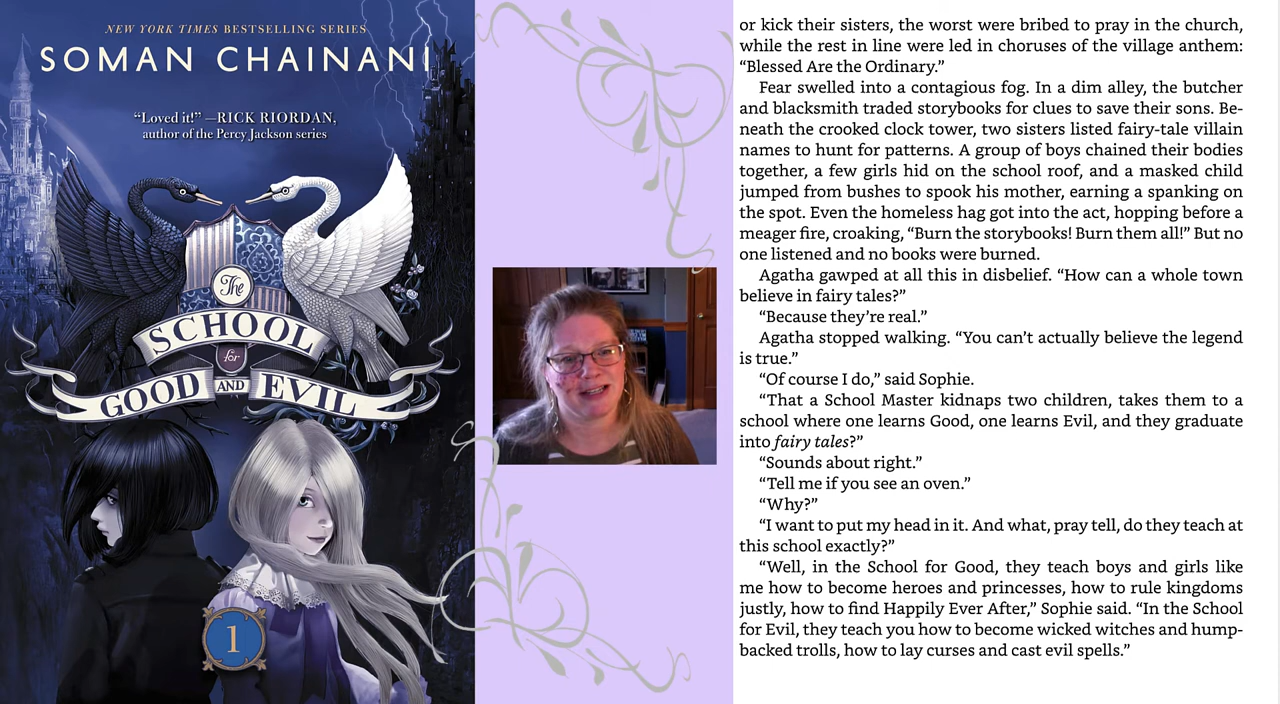 NEW YORK TIMES BESTSELLING SERIES
SOMAN CHAINANI
“Loved it!” —RICK RIORDAN,
author of the Percy Jackson series
The
SCHOOL
for
GOOD AND EVIL
1
or kick their sisters, the worst were bribed to pray in the church,
while the rest in line were led in choruses of the village anthem:
“Blessed Are the Ordinary.”
Fear swelled into a contagious fog. In a dim alley, the butcher
and blacksmith traded storybooks for clues to save their sons. Be-
neath the crooked clock tower, two sisters listed fairy-tale villain
names to hunt for patterns. A group of boys chained their bodies
together, a few girls hid on the school roof, and a masked child
jumped from bushes to spook his mother, earning a spanking on
the spot. Even the homeless hag got into the act, hopping before a
meager fire, croaking, “Burn the storybooks! Burn them all!” But no
one listened and no books were burned.
Agatha gawped at all this in disbelief. “How can a whole town
believe in fairy tales?”
“Because they’re real.”
Agatha stopped walking. “You can’t actually believe the legend
is true.”
“Of course I do,” said Sophie.
“That a School Master kidnaps two children, takes them to a
school where one learns Good, one learns Evil, and they graduate
into fairy tales?”
“Sounds about right.”
“Tell me if you see an oven.”
“Why?”
“I want to put my head in it. And what, pray tell, do they teach at
this school exactly?”
“Well, in the School for Good, they teach boys and girls like
me how to become heroes and princesses, how to rule kingdoms
justly, how to find Happily Ever After,” Sophie said. “In the School
for Evil, they teach you how to become wicked witches and hump-
backed trolls, how to lay curses and cast evil spells.”